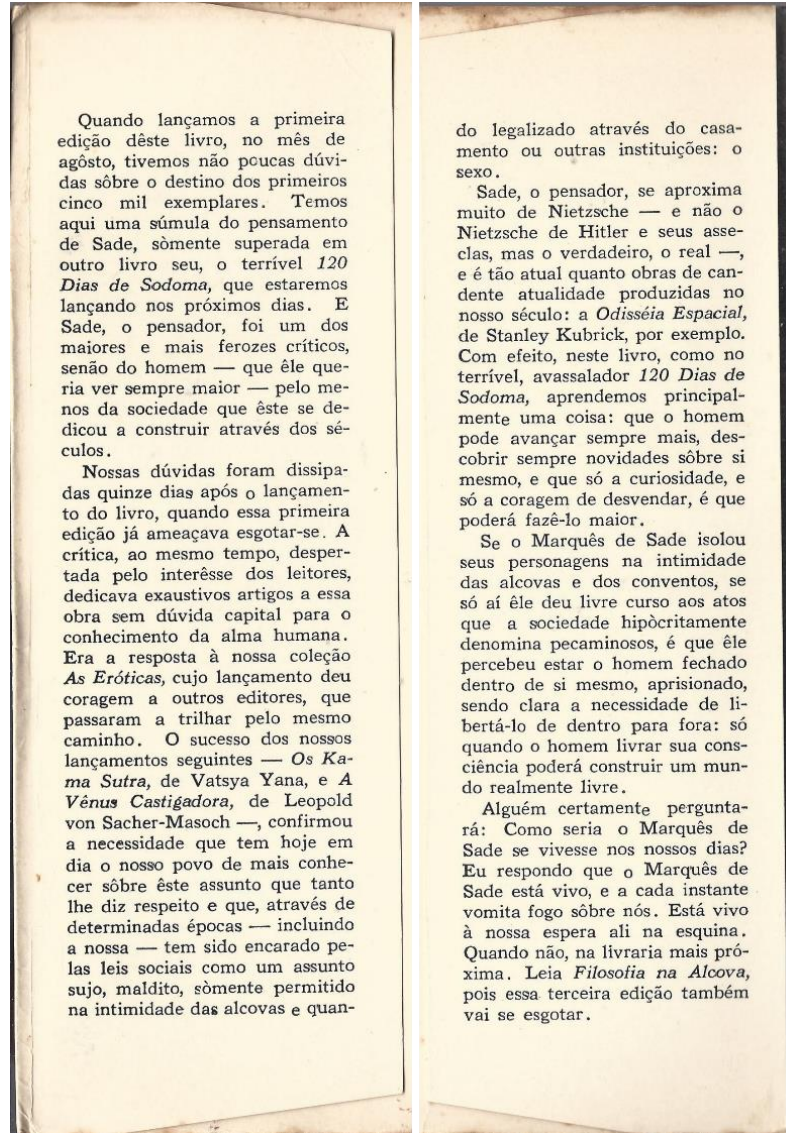 Quando lançamos a primeira
edição dêste livro, no mês de
agôsto, tivemos não poucas dúvi-
das sôbre o destino dos primeiros
cinco mil exemplares. Temos
aqui uma súmula do pensamento
de Sade, sòmente superada em
outro livro seu, o terrível 120
Dias de Sodoma, que estaremos
lançando nos próximos dias. E
Sade, o pensador, foi um dos
maiores e mais ferozes críticos,
senão do homem — que êle que-
ria ver sempre maior — pelo me-
nos da sociedade que êste se de-
dicou a construir através dos sé-
culos.
Nossas dúvidas foram dissipa-
das quinze dias após o lançamen-
to do livro, quando essa primeira
edição já ameaçava esgotar-se. A
crítica, ao mesmo tempo, desper-
tada pelo interêsse dos leitores,
dedicava exaustivos artigos a essa
obra sem dúvida capital para o
conhecimento da alma humana.
Era a resposta à nossa coleção
As Eróticas, cujo lançamento deu
coragem a outros editores, que
passaram a trilhar pelo mesmo
caminho. O sucesso dos nossos
lançamentos seguintes — Os Ka-
ma Sutra, de Vatsya Yana, e A
Vênus Castigadora, de Leopold
von Sacher-Masoch —, confirmou
a necessidade que tem hoje em
dia o nosso povo de mais conhe-
cer sôbre êste assunto que tanto
lhe diz respeito e que, através de
determinadas épocas — incluindo
a nossa — tem sido encarado pe-
las leis sociais como um assunto
sujo, maldito, sòmente permitido
na intimidade das alcovas e quan-
do legalizado através do casa-
mento ou outras instituições: o
sexo.
Sade, o pensador, se aproxima
muito de Nietzsche — e não o
Nietzsche de Hitler e seus asse-
clas, mas o verdadeiro, o real —,
e é tão atual quanto obras de can-
dente atualidade produzidas no
nosso século: a Odisséia Espacial,
de Stanley Kubrick, por exemplo.
Com efeito, neste livro, como no
terrível, avassalador 120 Dias de
Sodoma, aprendemos principal-
mente uma coisa: que o homem
pode avançar sempre mais, des-
cobrir sempre novidades sôbre si
mesmo, e que só a curiosidade, e
só a coragem de desvendar, é que
poderá fazê-lo maior.
Se o Marquês de Sade isolou
seus personagens na intimidade
das alcovas e dos conventos, se
só aí êle deu livre curso aos atos
que a sociedade hipòcritamente
denomina pecaminosos, é que êle
percebeu estar o homem fechado
dentro de si mesmo, aprisionado,
sendo clara a necessidade de li-
bertá-lo de dentro para fora: só
quando o homem livrar sua cons-
ciência poderá construir um mun-
do realmente livre.
Alguém certamente pergunta-
rá: Como seria o Marquês de
Sade se vivesse nos nossos dias?
Eu respondo que o Marquês de
Sade está vivo, e a cada instante
vomita fogo sôbre nós. Está vivo
à nossa espera ali na esquina.
Quando não, na livraria mais pró-
xima. Leia Filosofia na Alcova,
pois essa terceira edição também
vai se esgotar.